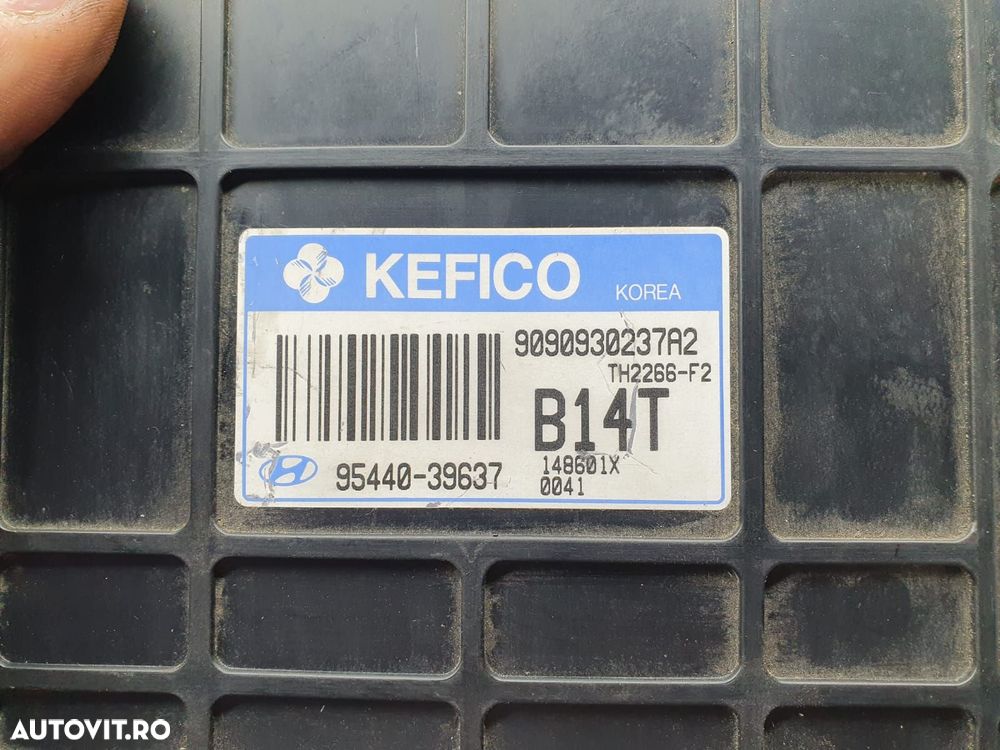 KEFICO KOREA
9090930237A2
TH2266-F2
B14T
95440-39637
148601X
0041
AUTOVIT.RO